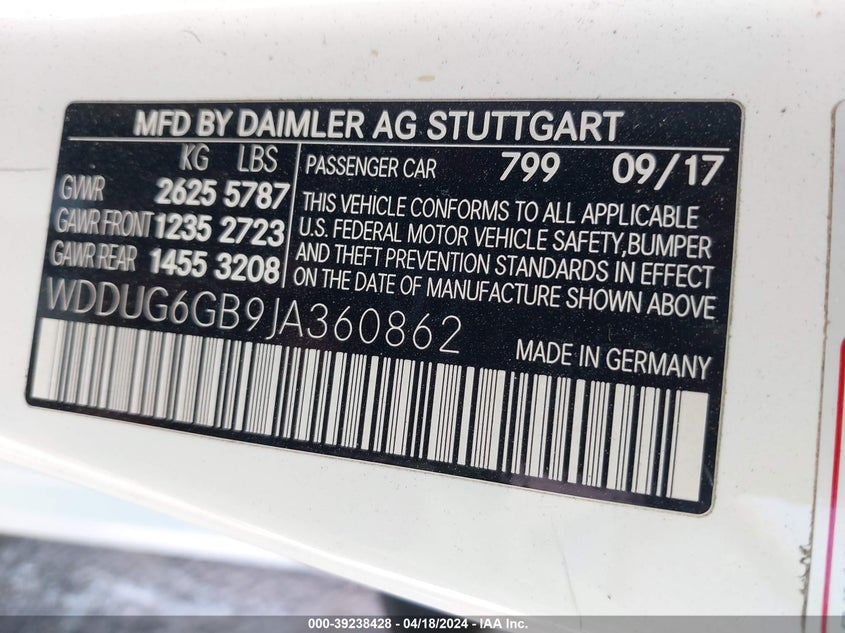 MFD BY DAIMLER AG STUTTGART
KG LBS
GVWR 2625 5787
GAWR FRONT 1235 2723
GAWR REAR 1455 3208
PASSENGER CAR 799 09/17
THIS VEHICLE CONFORMS TO ALL APPLICABLE
U.S. FEDERAL MOTOR VEHICLE SAFETY,BUMPER
AND THEFT PREVENTION STANDARDS IN EFFECT
ON THE DATE OF MANUFACTURE SHOWN ABOVE.
WDDUG6GB9JA360862
MADE IN GERMANY
000-39238428 - 04/18/2024 - IAA Inc.